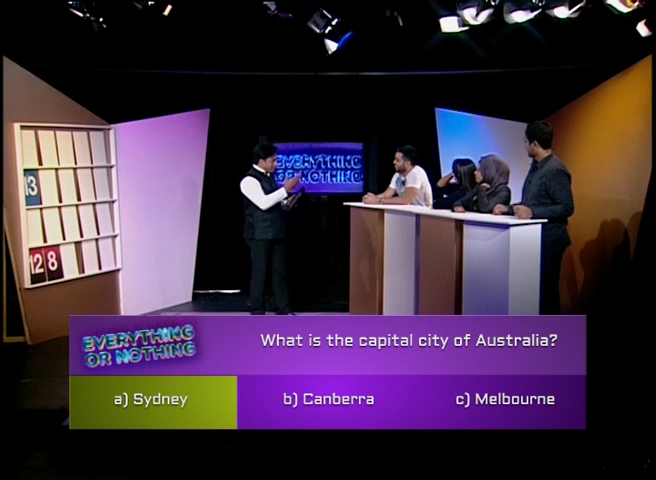 EVERYTHING
OR NOTHING
13
12 8
EVERYTHING
OR NOTHING
What is the capital city of Australia?
a) Sydney
b) Canberra
c) Melbourne